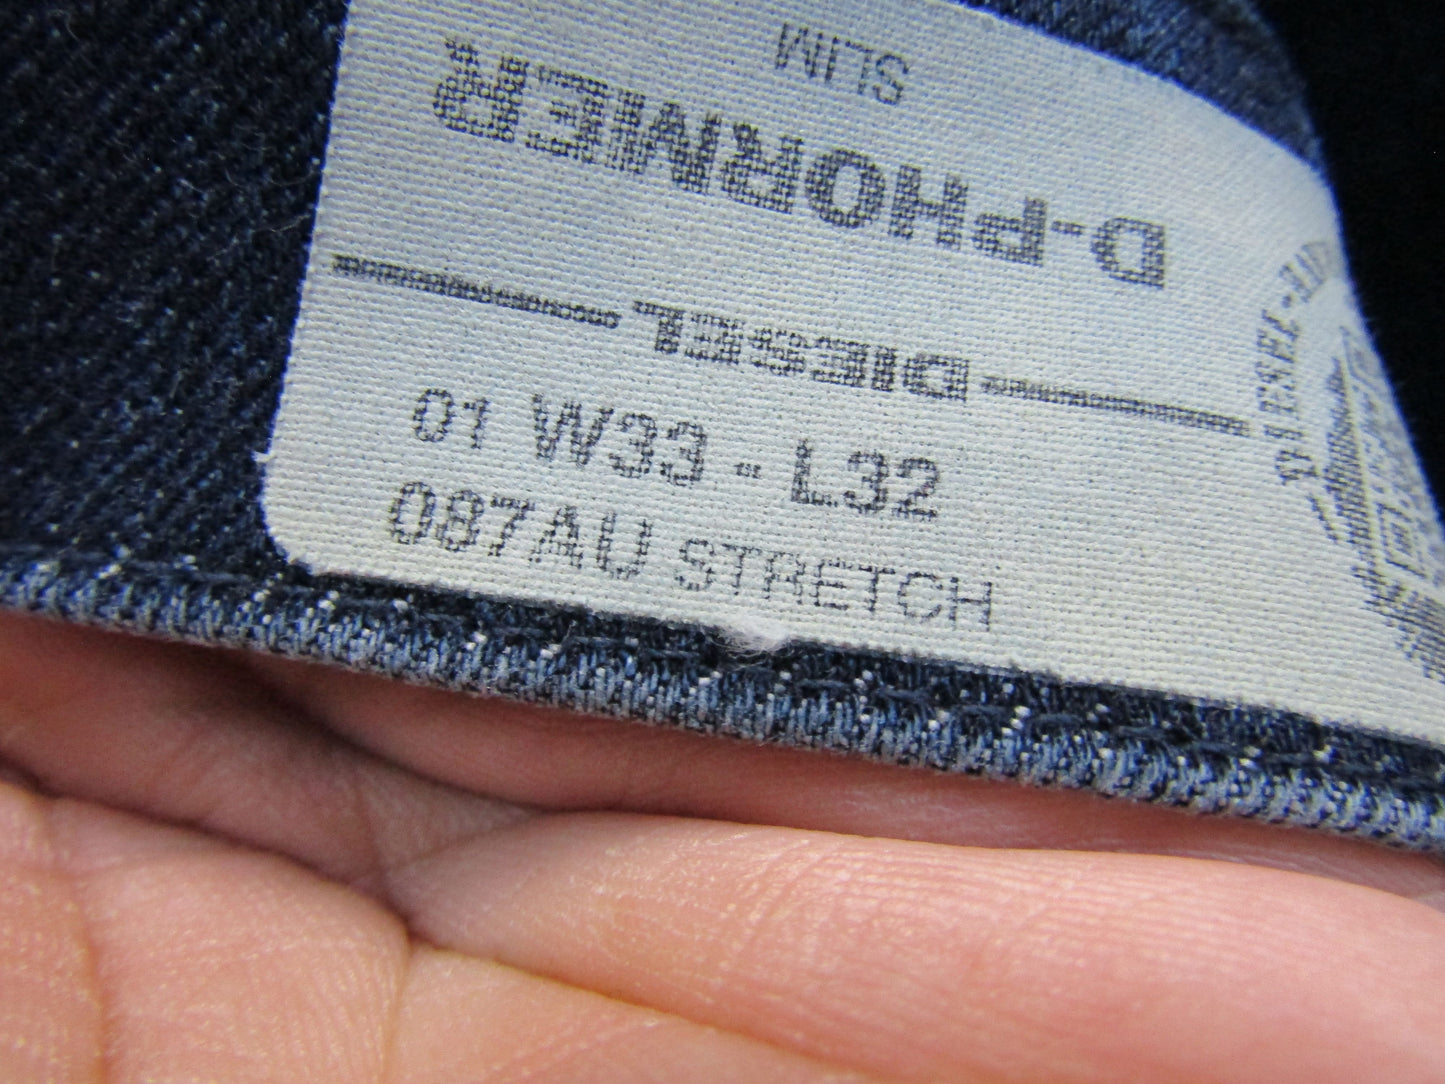 SLIM
D-PHORMER
DIESEL
01 W33 - L32
087AU STRETCH